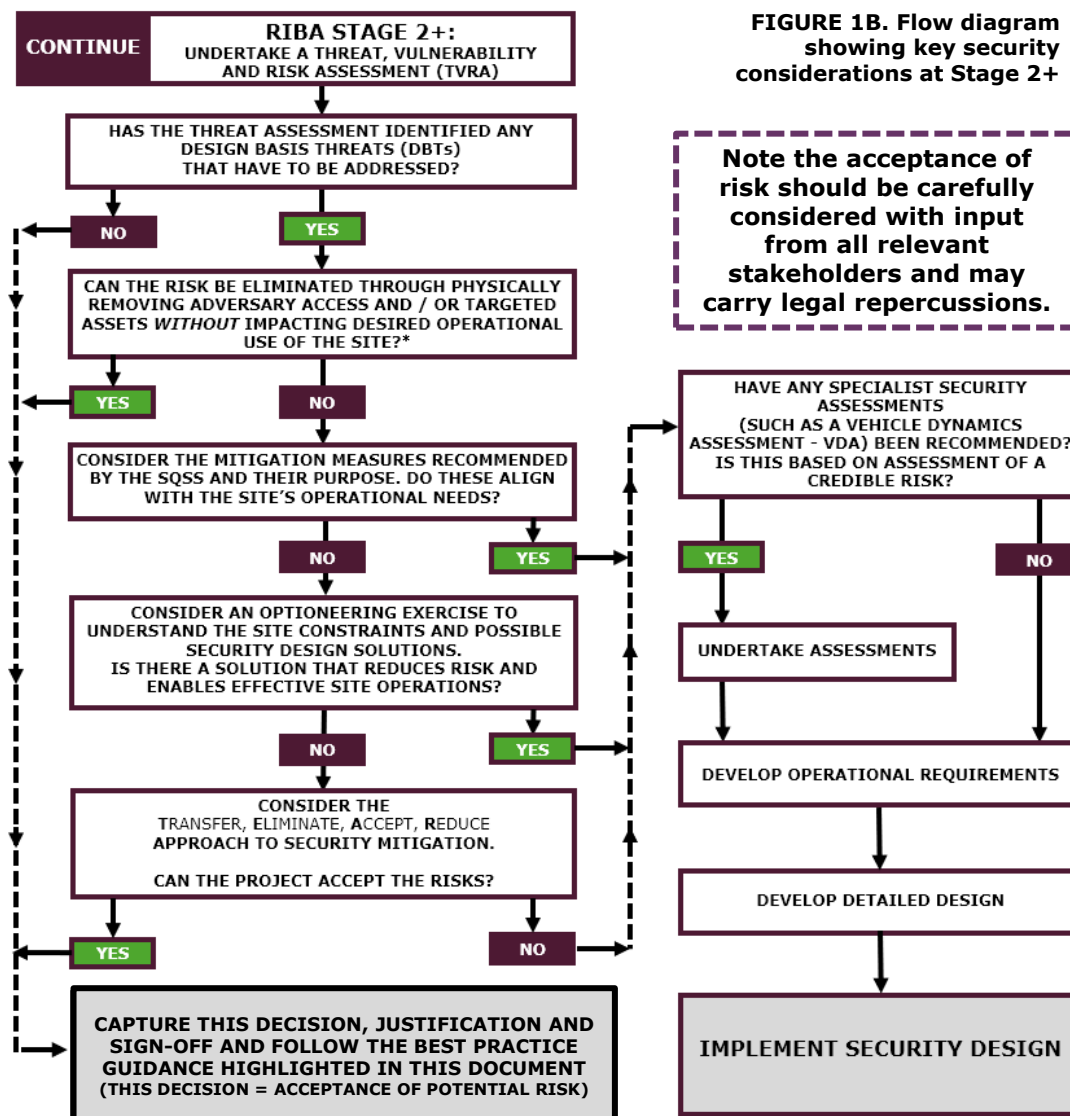 CONTINUE
RIBA STAGE 2+:
UNDERTAKE A THREAT, VULNERABILITY
AND RISK ASSESSMENT (TVRA)
FIGURE 1B. Flow diagram
showing key security
considerations at Stage 2+
HAS THE THREAT ASSESSMENT IDENTIFIED ANY
DESIGN BASIS THREATS (DBTs)
THAT HAVE TO BE ADDRESSED?
Note the acceptance of
risk should be carefully
considered with input
from all relevant
stakeholders and may
carry legal repercussions.
NO
YES
CAN THE RISK BE ELIMINATED THROUGH PHYSICALLY
REMOVING ADVERSARY ACCESS AND / OR TARGETED
ASSETS WITHOUT IMPACTING DESIRED OPERATIONAL
USE OF THE SITE?*
YES
NO
CONSIDER THE MITIGATION MEASURES RECOMMENDED
BY THE SQSS AND THEIR PURPOSE. DO THESE ALIGN
WITH THE SITE'S OPERATIONAL NEEDS?
NO
YES
CONSIDER AN OPTIONEERING EXERCISE TO
UNDERSTAND THE SITE CONSTRAINTS AND POSSIBLE
SECURITY DESIGN SOLUTIONS.
IS THERE A SOLUTION THAT REDUCES RISK AND
ENABLES EFFECTIVE SITE OPERATIONS?
NO
YES
CONSIDER THE
TRANSFER, ELIMINATE, ACCEPT, REDUCE
APPROACH TO SECURITY MITIGATION.
CAN THE PROJECT ACCEPT THE RISKS?
YES
NO
CAPTURE THIS DECISION, JUSTIFICATION AND
SIGN-OFF AND FOLLOW THE BEST PRACTICE
GUIDANCE HIGHLIGHTED IN THIS DOCUMENT
(THIS DECISION = ACCEPTANCE OF POTENTIAL RISK)
HAVE ANY SPECIALIST SECURITY
ASSESSMENTS
(SUCH AS A VEHICLE DYNAMICS
ASSESSMENT - VDA) BEEN RECOMMENDED?
IS THIS BASED ON ASSESSMENT OF A
CREDIBLE RISK?
YES
NO
UNDERTAKE ASSESSMENTS
DEVELOP OPERATIONAL REQUIREMENTS
DEVELOP DETAILED DESIGN
IMPLEMENT SECURITY DESIGN